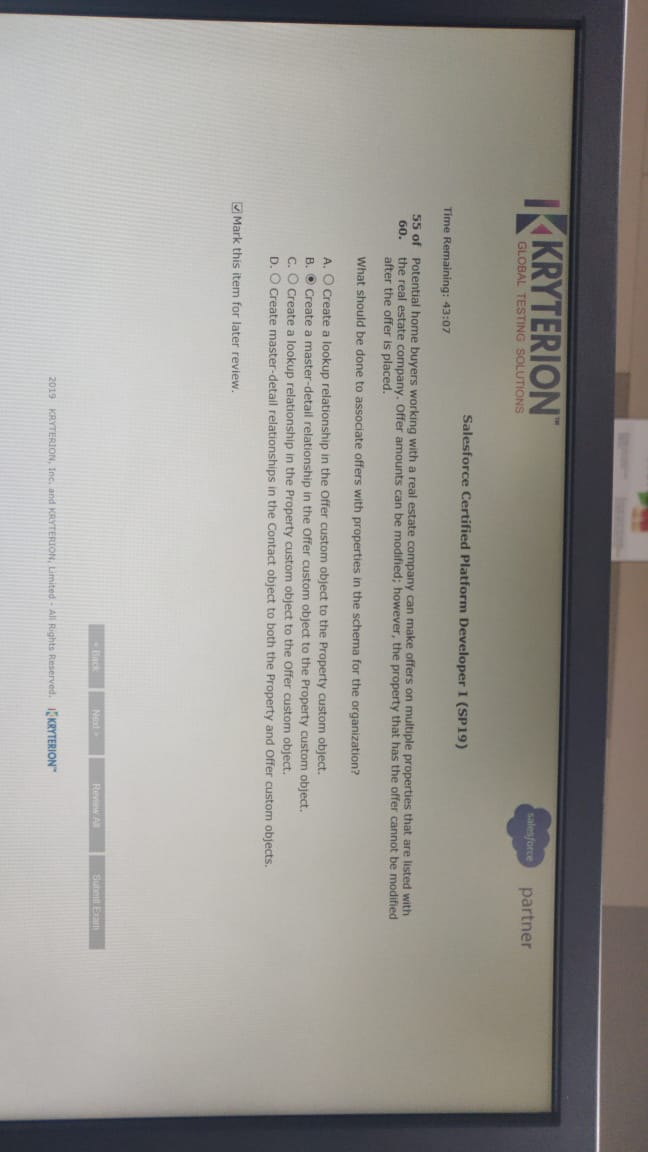 KRYTERION™
GLOBAL TESTING SOLUTIONS
salesforce partner
Salesforce Certified Platform Developer I (SP19)
Time Remaining: 43:07
55 of 60. Potential home buyers working with a real estate company can make offers on multiple properties that are listed with
the real estate company. Offer amounts can be modified; however, the property that has the offer cannot be modified
after the offer is placed.
What should be done to associate offers with properties in the schema for the organization?
A. Create a lookup relationship in the Offer custom object to the Property custom object.
B. Create a master-detail relationship in the Offer custom object to the Property custom object.
C. Create a lookup relationship in the Property custom object to the Offer custom object.
D. Create master-detail relationships in the Contact object to both the Property and Offer custom objects.
Mark this item for later review.
« Back Next » Review All Submit Exam
2019 KRYTERION, Inc. and KRYTERION, Limited - All Rights Reserved. KRYTERION™